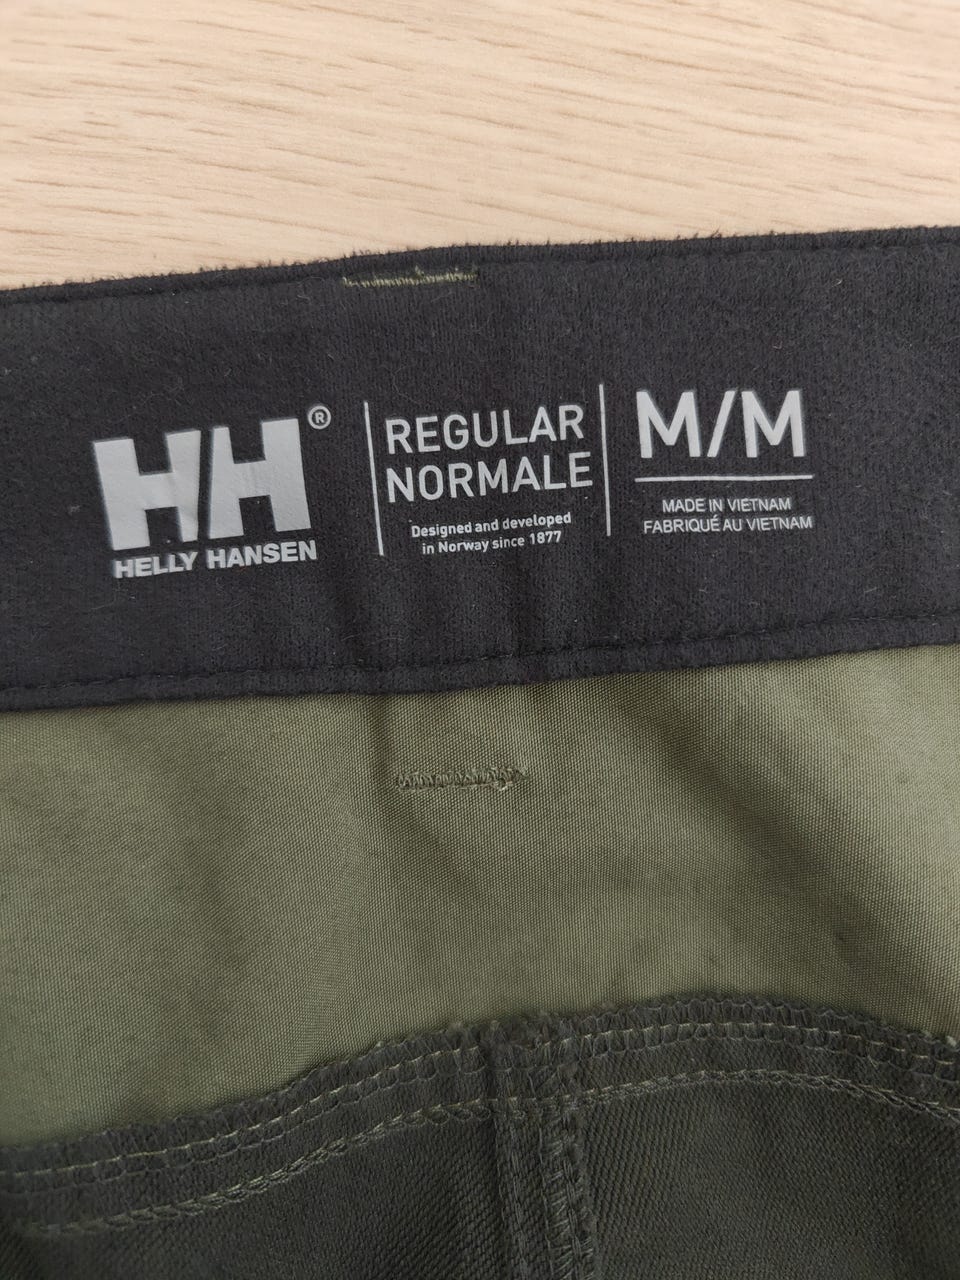 HH®
HELLY HANSEN
REGULAR
NORMALE
Designed and developed
in Norway since 1877
M/M
MADE IN VIETNAM
FABRIQUÉ AU VIETNAM